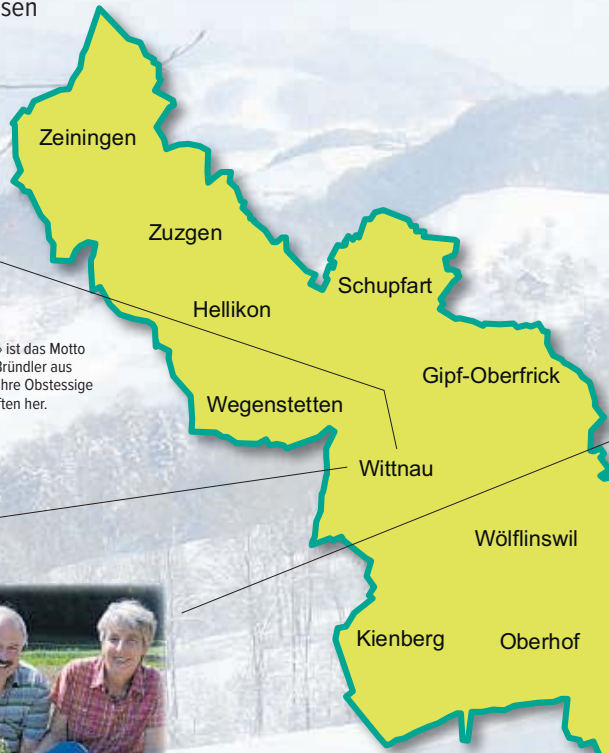 sen
Zeiningen
Zuzgen
Schupfart
Hellikon
› ist das Motto
Bründler aus
hre Obstessige
ften her.
Gipf-Oberfrick
Wegenstetten
Wittnau
Wölflinswil
Kienberg
Oberhof